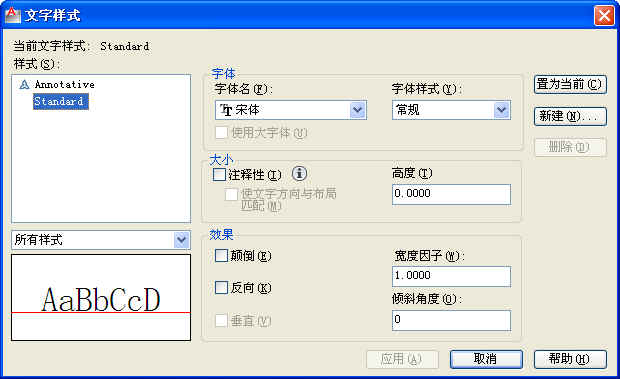 文字样式
当前文字样式: Standard
样式(S):
Annotative
Standard
所有样式
AaBbCcD
字体
字体名(F):
宋体
使用大字体(U)
字体样式(Y):
常规
大小
注释性(I)
使文字方向与布局
匹配(M)
高度(T)
0.0000
效果
颠倒(E)
反向(K)
垂直(V)
宽度因子(W):
1.0000
倾斜角度(O):
0
置为当前(C)
新建(N)...
删除(D)
应用(A)
取消
帮助(H)